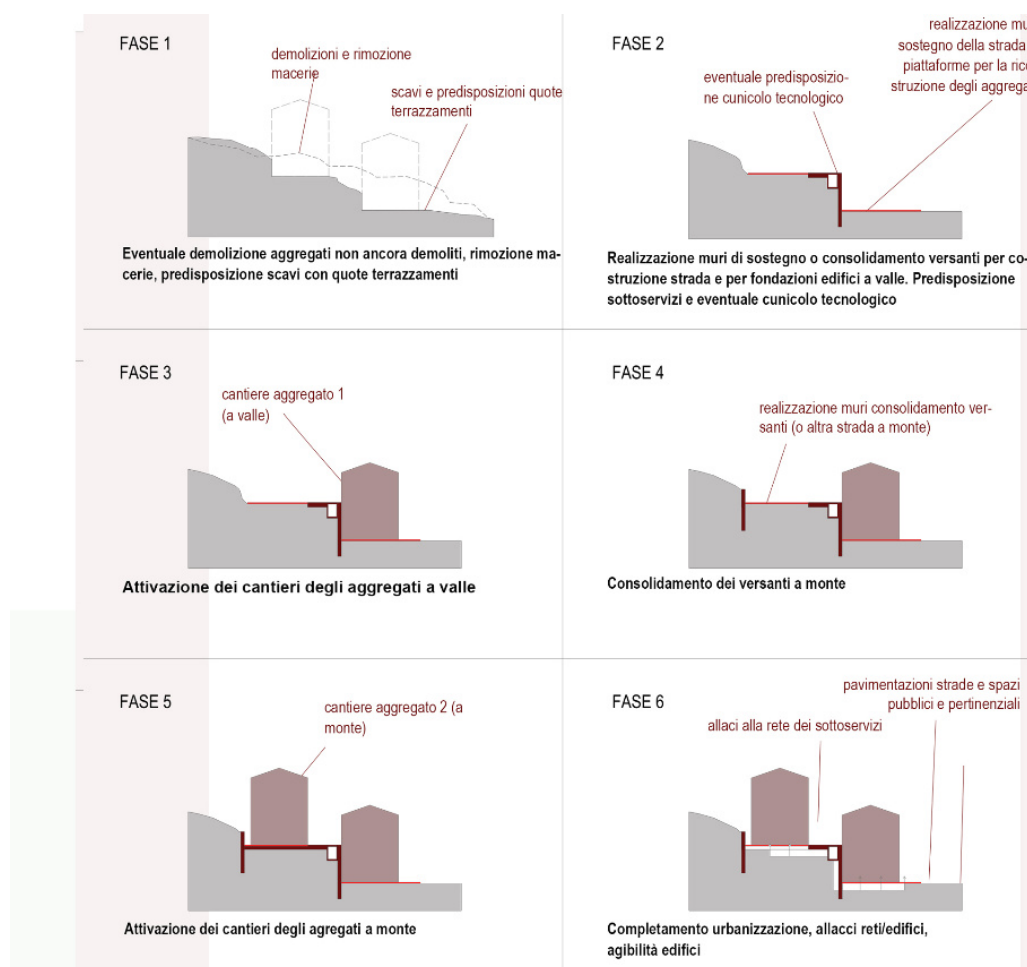 FASE 1
demolizioni e rimozione
macerie
scavi e predisposizioni quote
terrazzamenti
Eventuale demolizione aggregati non ancora demoliti, rimozione ma-
cerie, predisposizione scavi con quote terrazzamenti
FASE 2
realizzazione mu
sostegno della strada
piattaforme per la rico
struzione degli aggrega
eventuale predisposizio-
ne cunicolo tecnologico
Realizzazione muri di sostegno o consolidamento versanti per co-
struzione strada e per fondazioni edifici a valle. Predisposizione
sottoservizi e eventuale cunicolo tecnologico
FASE 3
cantiere aggregato 1
(a valle)
Attivazione dei cantieri degli aggregati a valle
FASE 4
realizzazione muri consolidamento ver-
santi (o altra strada a monte)
Consolidamento dei versanti a monte
FASE 5
cantiere aggregato 2 (a
monte)
Attivazione dei cantieri degli agregati a monte
FASE 6
pavimentazioni strade e spazi
pubblici e pertinenziali
allaci alla rete dei sottoservizi
Completamento urbanizzazione, allacci reti/edifici,
agibilità edifici